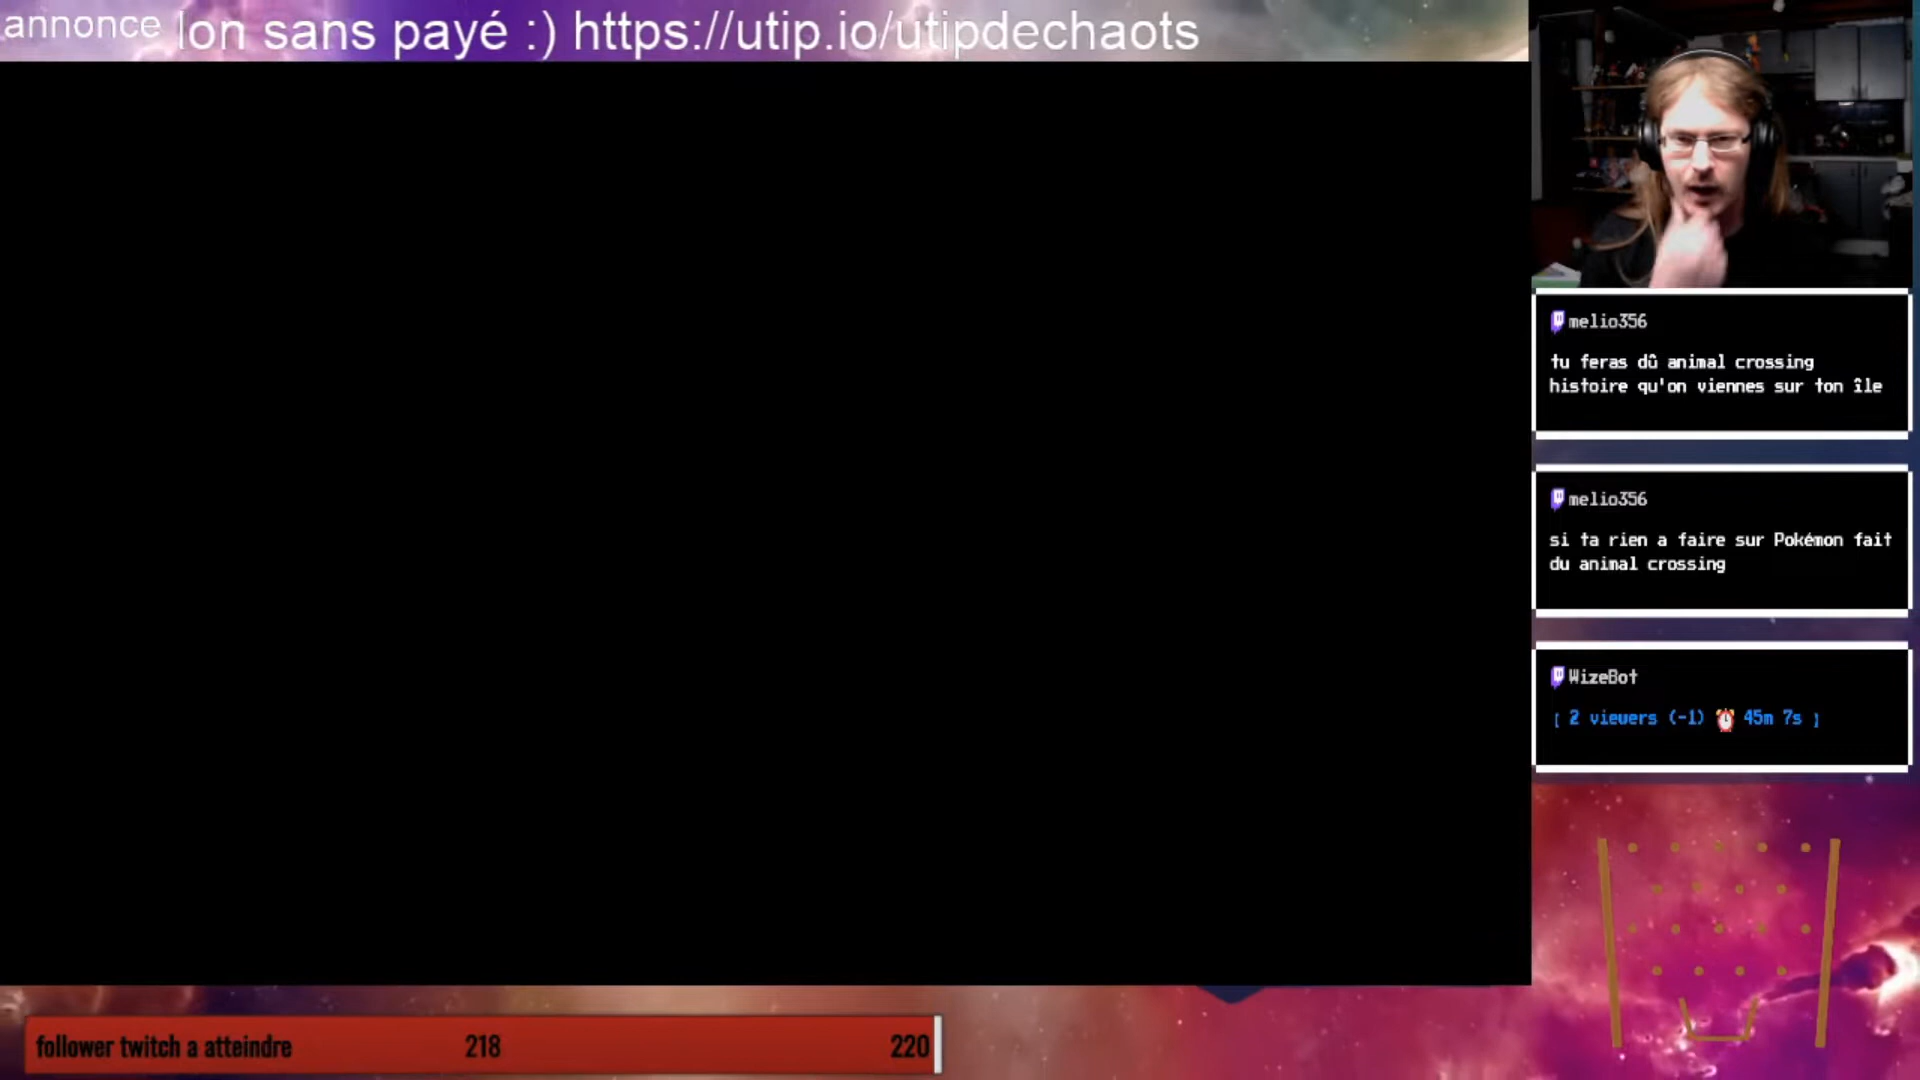 annonce lon sans payé :) https://utip.io/utipdechaots
melio356
tu feras dû animal crossing
histoire qu'on viennes sur ton île
melio356
si ta rien a faire sur Pokémon fait
du animal crossing
WizeBot
[ 2 viewers (-1) ⏰ 45m 7s ]
follower twitch a atteindre 218 220